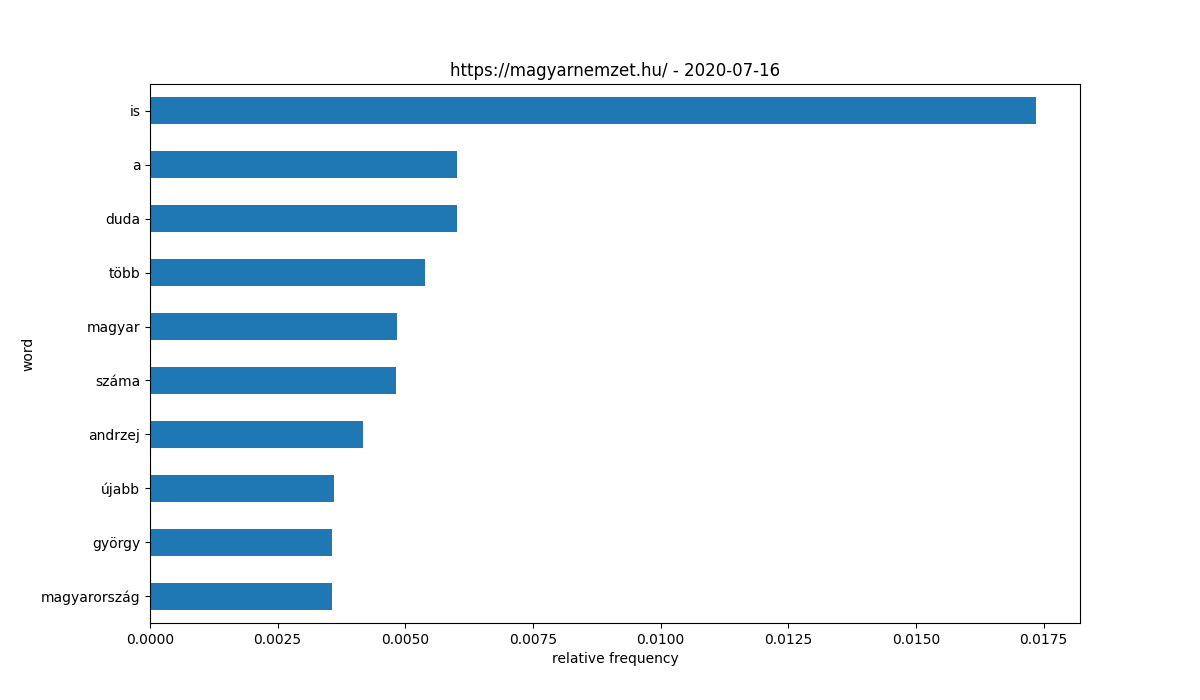 https://magyarnemzet.hu/ - 2020-07-16
is
a
duda
több
magyar
száma
andrzej
újabb
györgy
magyarország
word
0.0000 0.0025 0.0050 0.0075 0.0100 0.0125 0.0150 0.0175
relative frequency